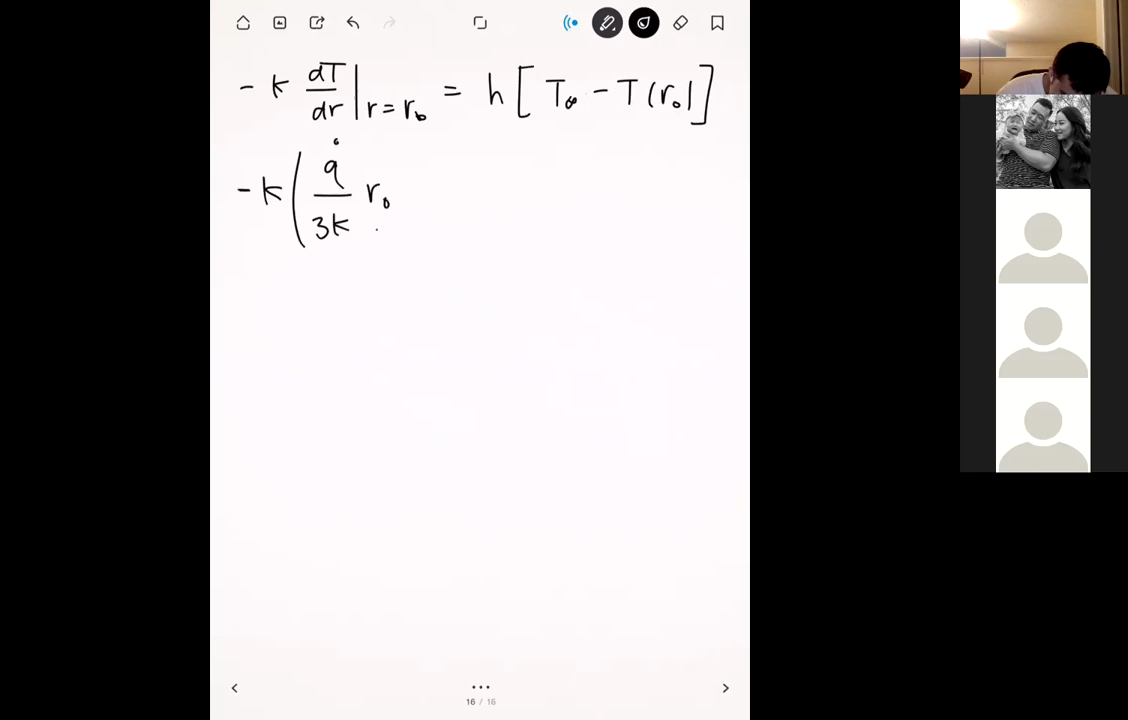 -k dT/dr |r=r₀ = h[T∞ - T(r₀)]
-k( q̇/3k r₀
16 / 16